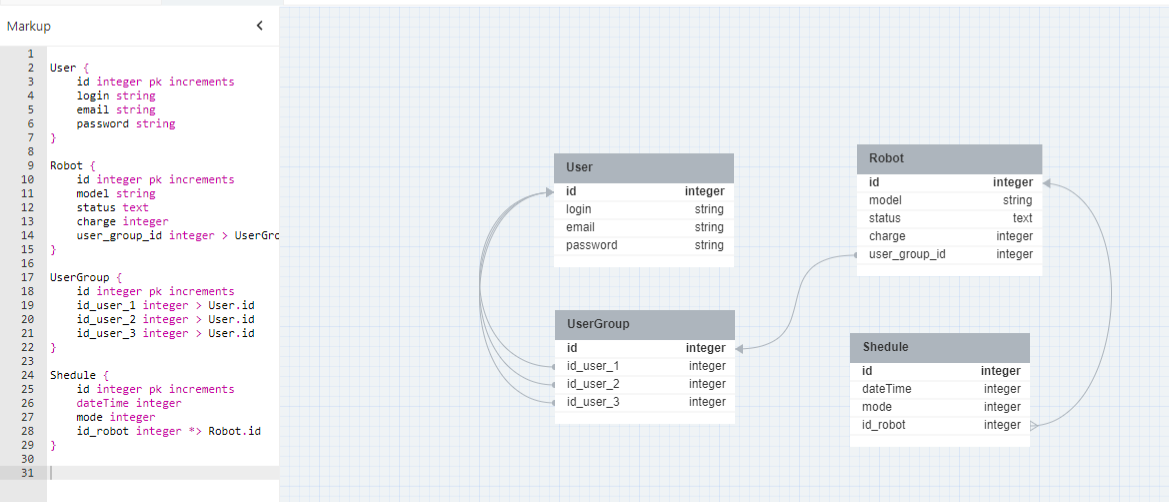 Markup
1
2 User {
3 id integer pk increments
4 login string
5 email string
6 password string
7 }
8
9 Robot {
10 id integer pk increments
11 model string
12 status text
13 charge integer
14 user_group_id integer > UserGro
15 }
16
17 UserGroup {
18 id integer pk increments
19 id_user_1 integer > User.id
20 id_user_2 integer > User.id
21 id_user_3 integer > User.id
22 }
23
24 Shedule {
25 id integer pk increments
26 dateTime integer
27 mode integer
28 id_robot integer *> Robot.id
29 }
30
31
User
id integer
login string
email string
password string
Robot
id integer
model string
status text
charge integer
user_group_id integer
UserGroup
id integer
id_user_1 integer
id_user_2 integer
id_user_3 integer
Shedule
id integer
dateTime integer
mode integer
id_robot integer